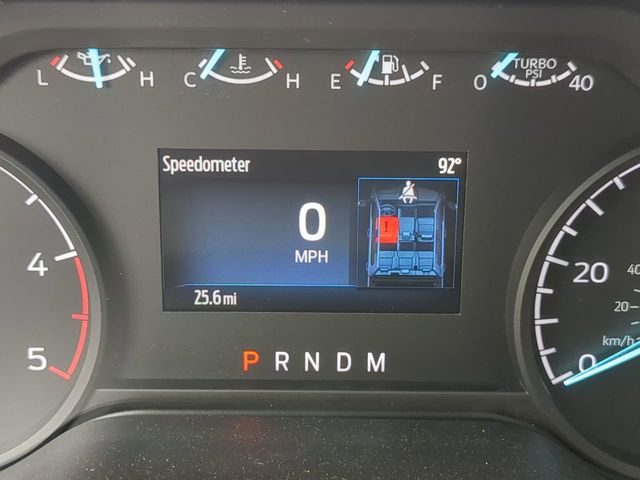 L H
C H
E F
TURBO
PSI
0 40
Speedometer 92°
0
MPH
25.6 mi
P R N D M
4
5
20
0
40
20
km/h